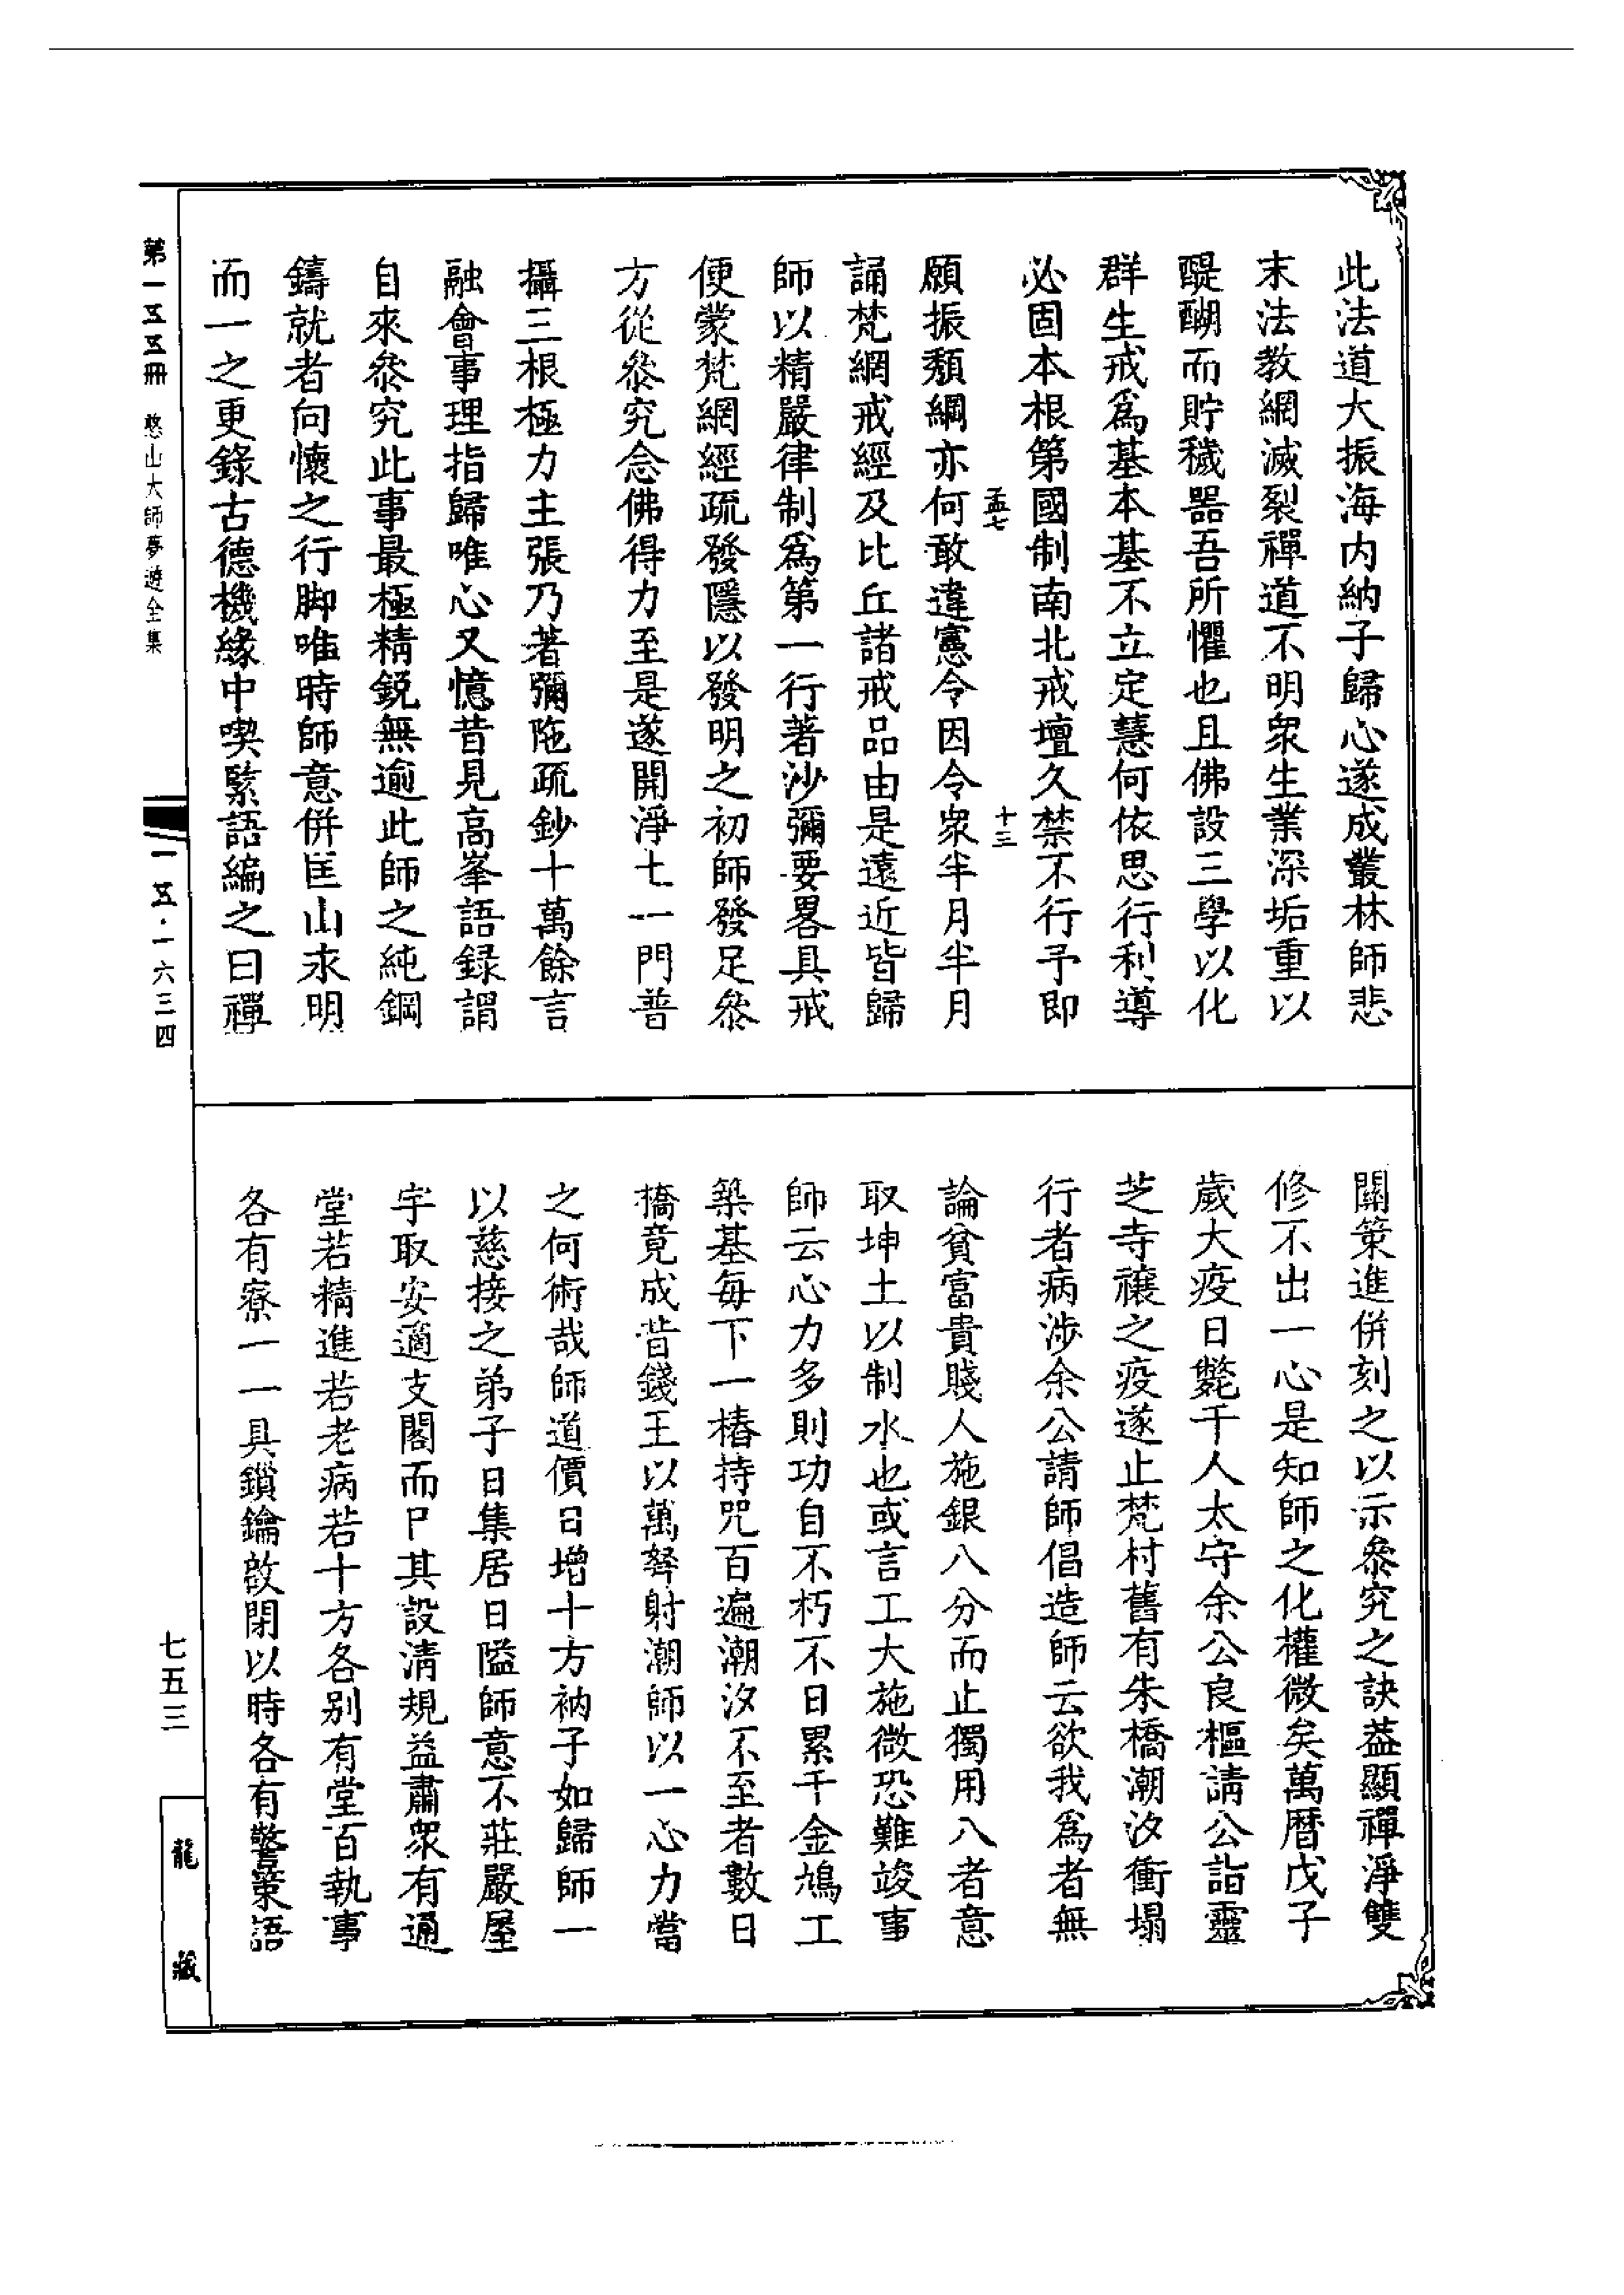 此法道大振海內納子歸心遂成叢林師悲
末法教網滅裂禪道不明衆生業深垢重以
醍醐而貯穢器吾所懼也且佛設三學以化
群生戒爲基本基不立定慧何依思行利導
必固本根第國制南北戒壇久禁不行予即
孟七
十三
願振頹綱亦何敢違憲令因令衆半月半月
誦梵網戒經及比丘諸戒品由是遠近皆歸
師以精嚴律制爲第一行著沙彌要畧具戒
便蒙梵網經疏發隱以發明之初師發足叅
方從叅究念佛得力至是遂開淨土一門普
攝三根極力主張乃著彌陁疏鈔十萬餘言
融會事理指歸唯心又憶昔見高峯語録謂
自來叅究此事最極精銳無逾此師之純鋼
鑄就者向懷之行脚唯時師意併匡山永明
而一之更錄古德機緣中喫緊語編之曰禪
關策進併刻之以示叅究之訣葢顯禪淨雙
修不出一心是知師之化權微矣萬曆戊子
歲大疫日斃千人太守余公良樞請公詣靈
芝寺禳之疫遂止梵村舊有朱橋潮汐衝塌
行者病涉余公請師倡造師云欲我爲者無
論貧富貴賤人施銀八分而止獨用八者意
取坤土以制水也或言工大施微恐難竣事
師云心力多則功自不朽不日累千金鳩工
築基每下一樁持咒百遍潮汐不至者數日
橋竟成昔錢王以萬弩射潮師以一心力當
之何術哉師道價日增十方衲子如歸師一
以慈接之弟子日集居日隘師意不莊嚴屋
宇取安適支閣而已其設清規益肅衆有通
堂若精進若老病若十方各別有堂百執事
各有寮一一具鎖鑰啟閉以時各有警策語
第一五五冊 憨山大師夢遊全集
一五·一六三四
七五三
龍藏